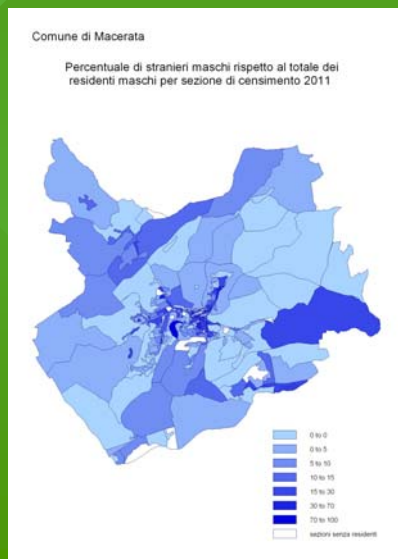 Comune di Macerata
Percentuale di stranieri maschi rispetto al totale dei
residenti maschi per sezione di censimento 2011
0 to 0
0 to 5
5 to 10
10 to 15
15 to 30
30 to 70
70 to 100
sezioni senza residenti